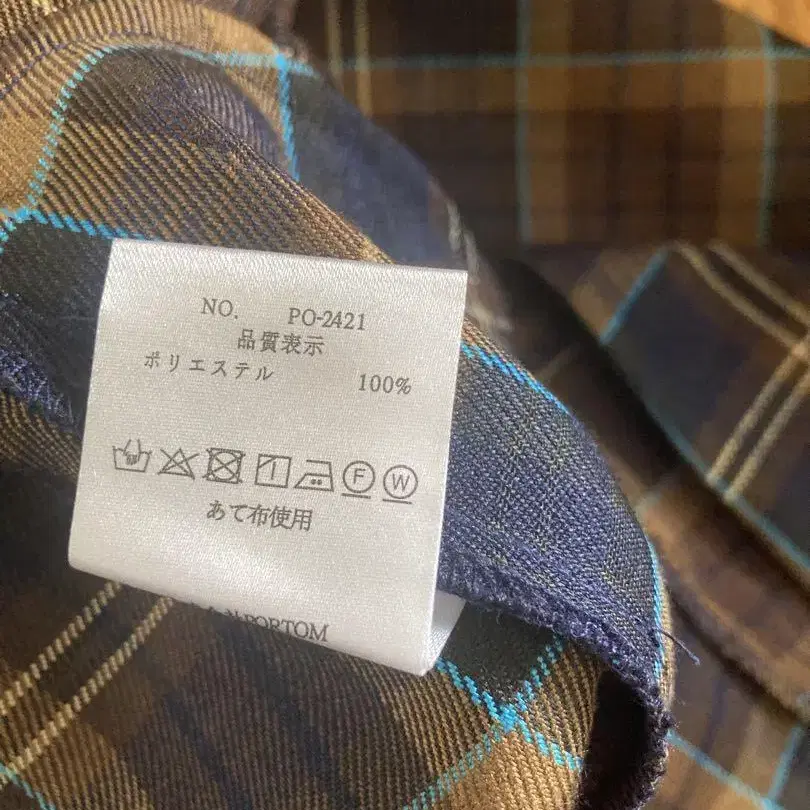 NO. PO-2421
品質表示
ポリエステル 100%
F W
あて布使用
PORTOM